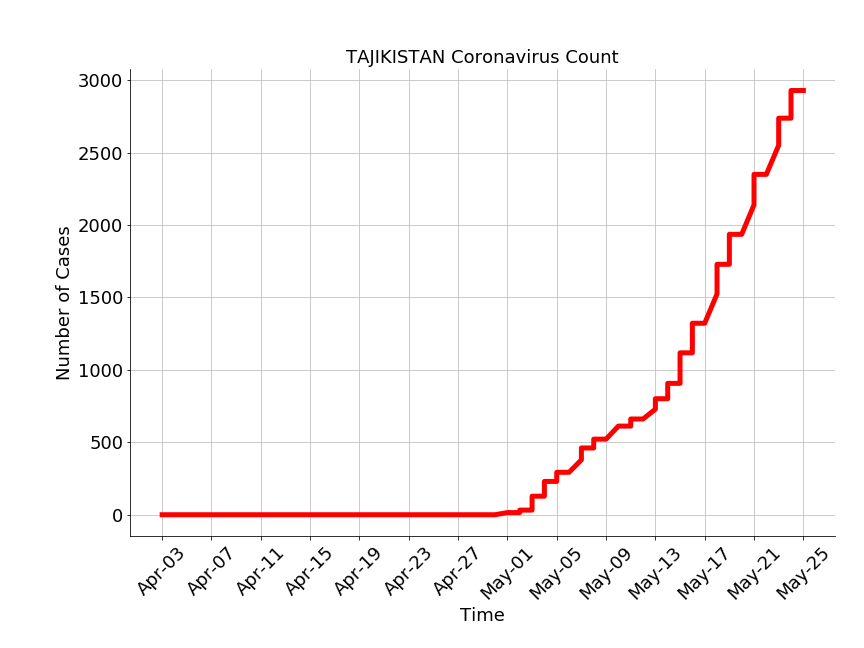 TAJIKISTAN Coronavirus Count
3000
2500
2000
1500
1000
500
0
Number of Cases
Apr-03
Apr-07
Apr-11
Apr-15
Apr-19
Apr-23
Apr-27
May-01
May-05
May-09
May-13
May-17
May-21
May-25
Time